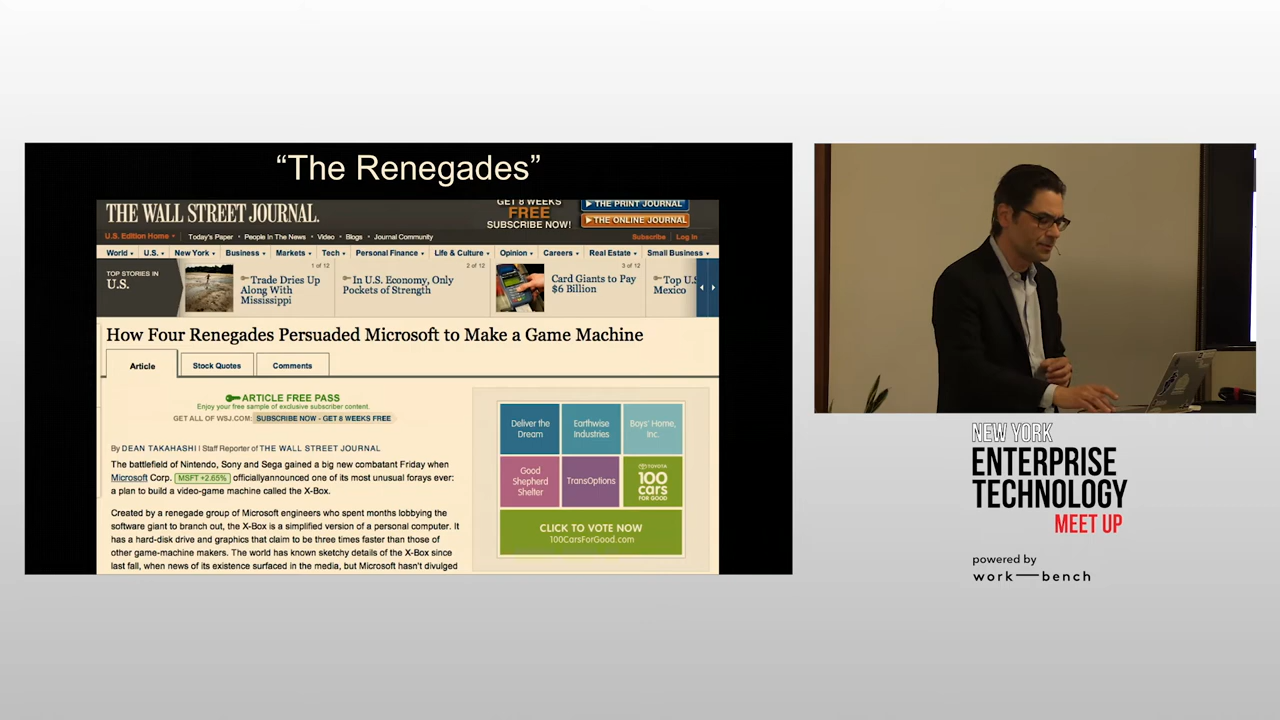 “The Renegades”
THE WALL STREET JOURNAL.
GET 8 WEEKS
FREE
SUBSCRIBE NOW!
▶ THE PRINT JOURNAL
▶ THE ONLINE JOURNAL
U.S. Edition Home Today's Paper • People In The News • Video • Blogs • Journal Community
Subscribe Log In
World U.S. New York Business Markets Tech Personal Finance Life & Culture Opinion Careers Real Estate Small Business
TOP STORIES IN
U.S.
1 of 12
Trade Dries Up
Along With
Mississippi
2 of 12
In U.S. Economy, Only
Pockets of Strength
3 of 12
Card Giants to Pay
$6 Billion
Top U.S
Mexico
How Four Renegades Persuaded Microsoft to Make a Game Machine
Article Stock Quotes Comments
ARTICLE FREE PASS
Enjoy your free sample of exclusive subscriber content.
GET ALL OF WSJ.COM: SUBSCRIBE NOW - GET 8 WEEKS FREE
By DEAN TAKAHASHI | Staff Reporter of THE WALL STREET JOURNAL
The battlefield of Nintendo, Sony and Sega gained a big new combatant Friday when
Microsoft Corp. MSFT +2.65% officiallyannounced one of its most unusual forays ever:
a plan to build a video-game machine called the X-Box.
Created by a renegade group of Microsoft engineers who spent months lobbying the
software giant to branch out, the X-Box is a simplified version of a personal computer. It
has a hard-disk drive and graphics that claim to be three times faster than those of
other game-machine makers. The world has known sketchy details of the X-Box since
last fall, when news of its existence surfaced in the media, but Microsoft hasn't divulged
Deliver the
Dream
Earthwise
Industries
Boys' Home,
Inc.
Good
Shepherd
Shelter
TransOptions
TOYOTA
100
cars
FOR GOOD
CLICK TO VOTE NOW
100CarsForGood.com
NEW YORK
ENTERPRISE
TECHNOLOGY
MEET UP
powered by
work—bench